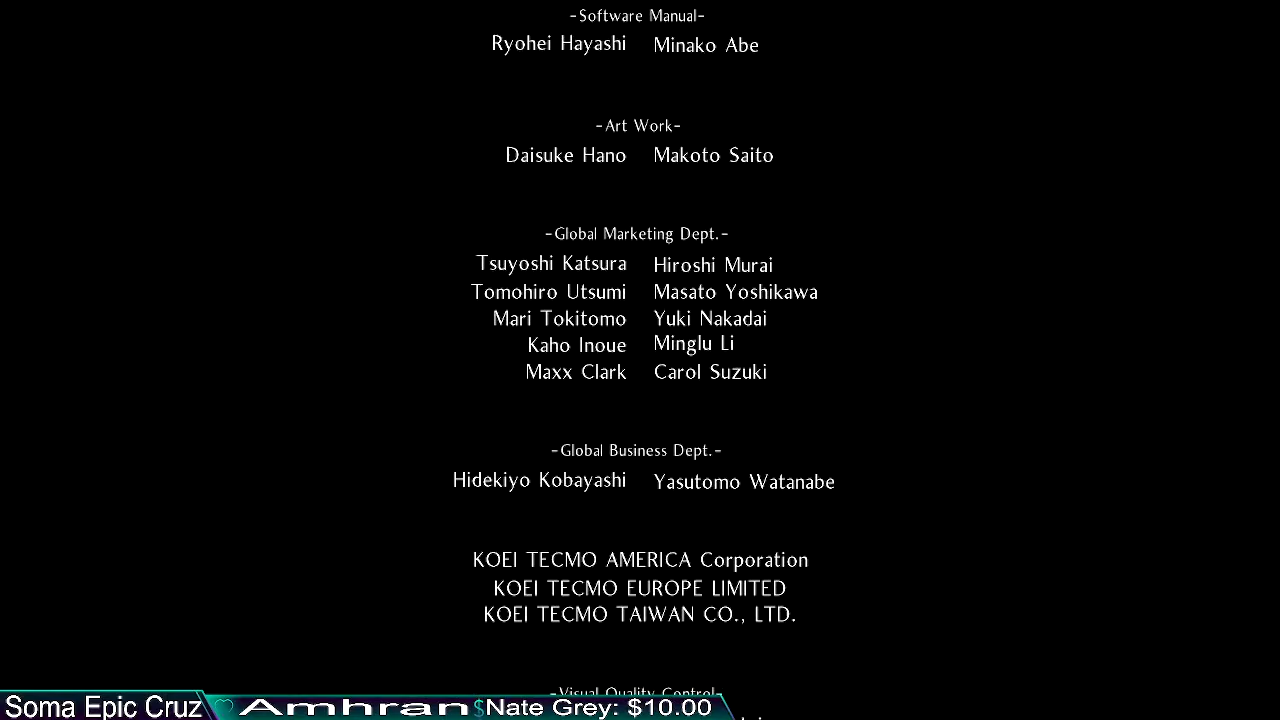 -Software Manual-
Ryohei Hayashi Minako Abe
-Art Work-
Daisuke Hano Makoto Saito
-Global Marketing Dept.-
Tsuyoshi Katsura Hiroshi Murai
Tomohiro Utsumi Masato Yoshikawa
Mari Tokitomo Yuki Nakadai
Kaho Inoue Minglu Li
Maxx Clark Carol Suzuki
-Global Business Dept.-
Hidekiyo Kobayashi Yasutomo Watanabe
KOEI TECMO AMERICA Corporation
KOEI TECMO EUROPE LIMITED
KOEI TECMO TAIWAN CO., LTD.
-Visual Quality Control-
Soma Epic Cruz Amhran $Nate Grey: $10.00